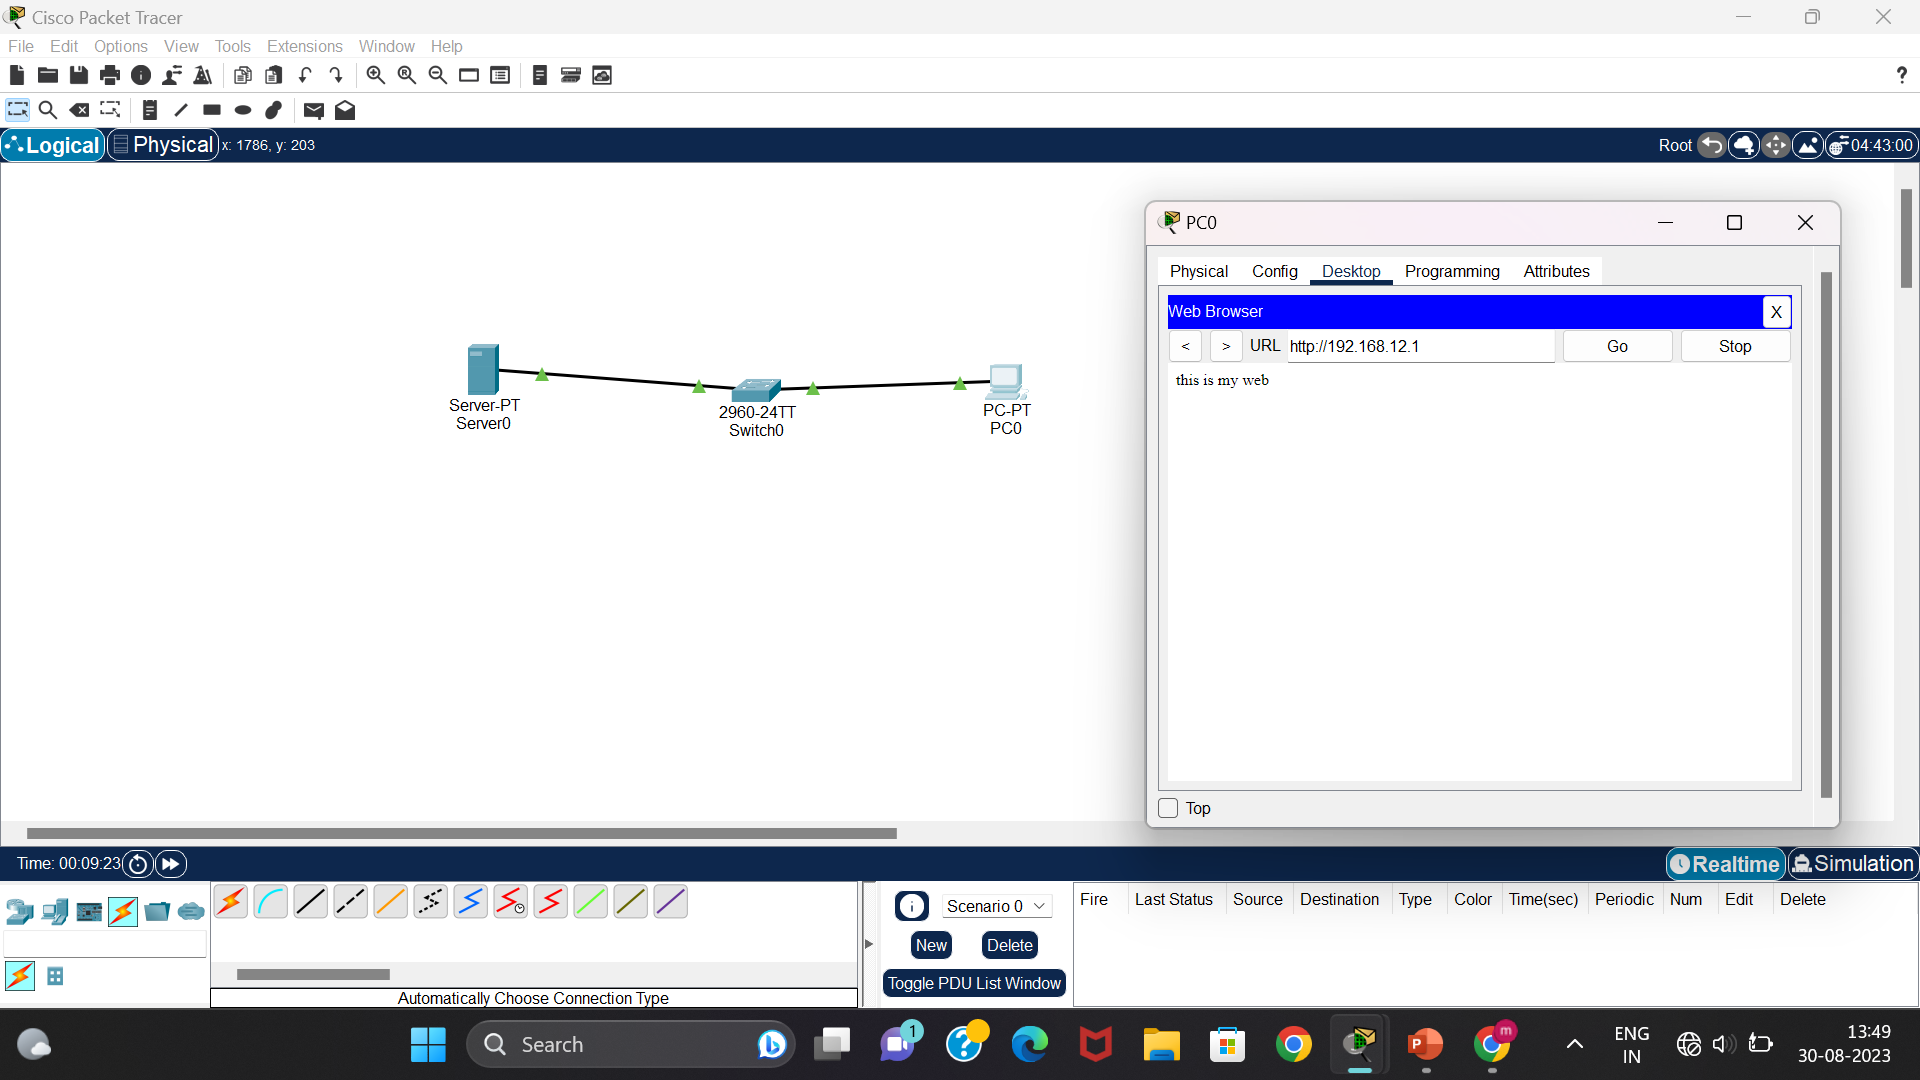 Cisco Packet Tracer
File Edit Options View Tools Extensions Window Help
?
Logical Physical x: 1786, y: 203 Root 04:43:00
PC0
Physical Config Desktop Programming Attributes
Web Browser X
< > URL http://192.168.12.1 Go Stop
this is my web
Top
Server-PT
Server0
2960-24TT
Switch0
PC-PT
PC0
Time: 00:09:23 Realtime Simulation
Scenario 0
New Delete
Toggle PDU List Window
Fire Last Status Source Destination Type Color Time(sec) Periodic Num Edit Delete
Automatically Choose Connection Type
Search
1
m
ENG
IN
13:49
30-08-2023